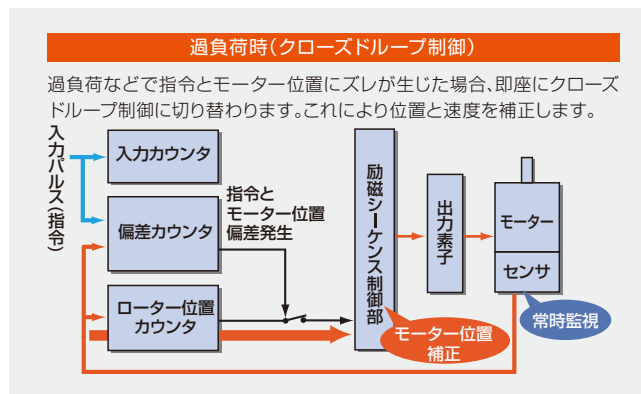 過負荷時（クローズドループ制御）
過負荷などで指令とモーター位置にズレが生じた場合、即座にクローズ
ドループ制御に切り替わります。これにより位置と速度を補正します。
入力パルス（指令）
入力カウンタ
偏差カウンタ
ローター位置
カウンタ
指令と
モーター位置
偏差発生
励磁シーケンス制御部
出力素子
モーター
センサ
モーター位置
補正
常時監視